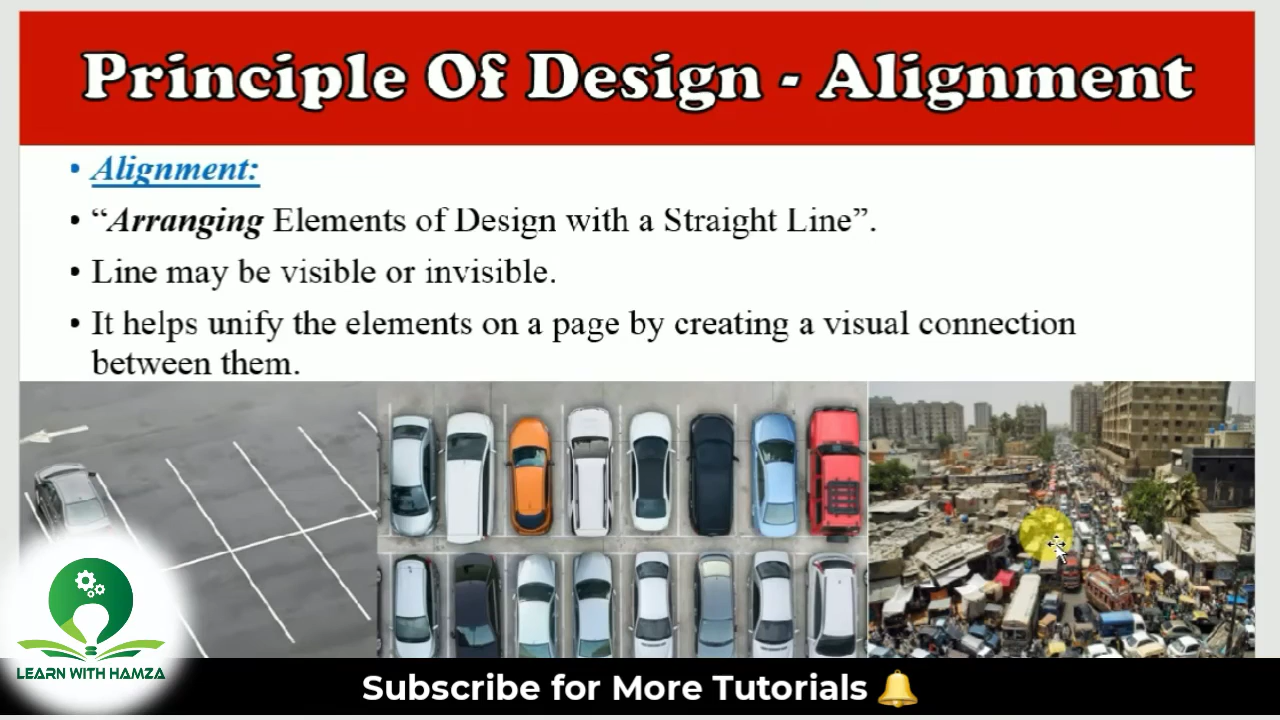 Principle Of Design - Alignment
• Alignment:
• “Arranging Elements of Design with a Straight Line”.
• Line may be visible or invisible.
• It helps unify the elements on a page by creating a visual connection
between them.
LEARN WITH HAMZA
Subscribe for More Tutorials 🔔